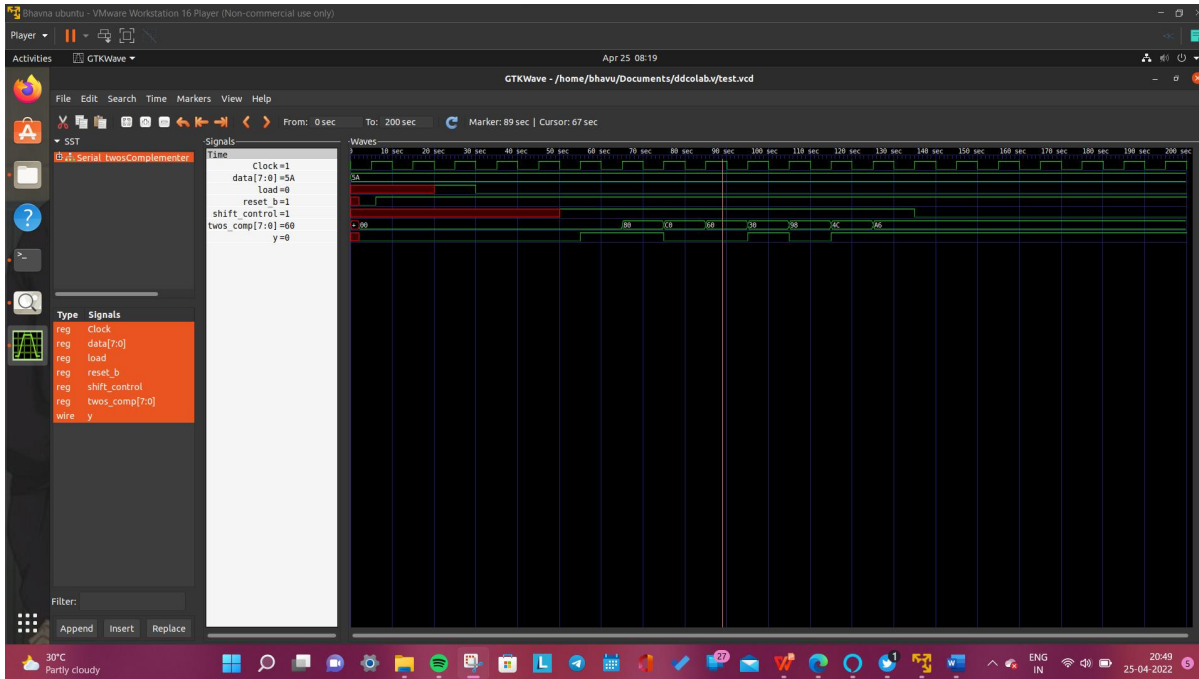 Bhavna ubuntu - VMware Workstation 16 Player (Non-commercial use only)
Player
Activities GTKWave Apr 25 08:19
GTKWave - /home/bhavu/Documents/ddcolab.v/test.vcd
File Edit Search Time Markers View Help
From: 0 sec To: 200 sec Marker: 89 sec | Cursor: 67 sec
SST
Serial_twosComplementer
Signals
Time
Clock=1
data[7:0]=5A
load=0
reset_b=1
shift_control=1
twos_comp[7:0]=60
y=0
Waves
10 sec 20 sec 30 sec 40 sec 50 sec 60 sec 70 sec 80 sec 90 sec 100 sec 110 sec 120 sec 130 sec 140 sec 150 sec 160 sec 170 sec 180 sec 190 sec 200 sec
5A
+ 00 80 C0 60 30 98 4C A6
Type Signals
reg Clock
reg data[7:0]
reg load
reg reset_b
reg shift_control
reg twos_comp[7:0]
wire y
Filter:
Append Insert Replace
30°C
Partly cloudy
27
1
ENG
IN
20:49
25-04-2022
5